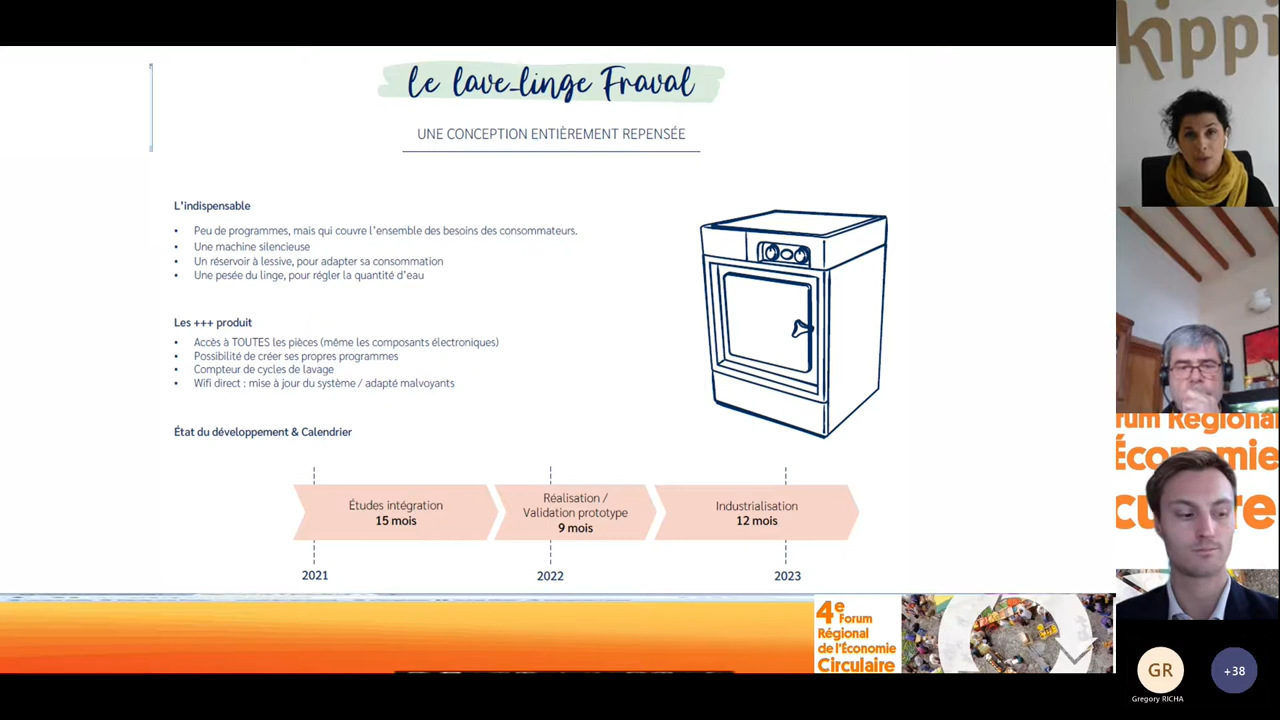 le lave-linge Fraval
UNE CONCEPTION ENTIÈREMENT REPENSÉE
L'indispensable
• Peu de programmes, mais qui couvre l'ensemble des besoins des consommateurs.
• Une machine silencieuse
• Un réservoir à lessive, pour adapter sa consommation
• Une pesée du linge, pour régler la quantité d'eau
Les +++ produit
• Accès à TOUTES les pièces (même les composants électroniques)
• Possibilité de créer ses propres programmes
• Compteur de cycles de lavage
• Wifi direct : mise à jour du système / adapté malvoyants
État du développement & Calendrier
Études intégration
15 mois
Réalisation /
Validation prototype
9 mois
Industrialisation
12 mois
2021
2022
2023
4e
Forum
Régional
de l'Économie
Circulaire
kippi
rum Régional
Économie
GR
+38
Gregory RICHA